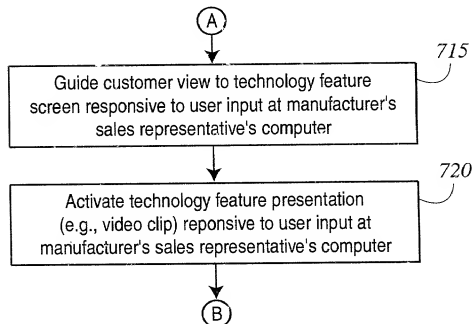 A
715
Guide customer view to technology feature
screen responsive to user input at manufacturer's
sales representative's computer
720
Activate technology feature presentation
(e.g., video clip) reponsive to user input at
manufacturer's sales representative's computer
B